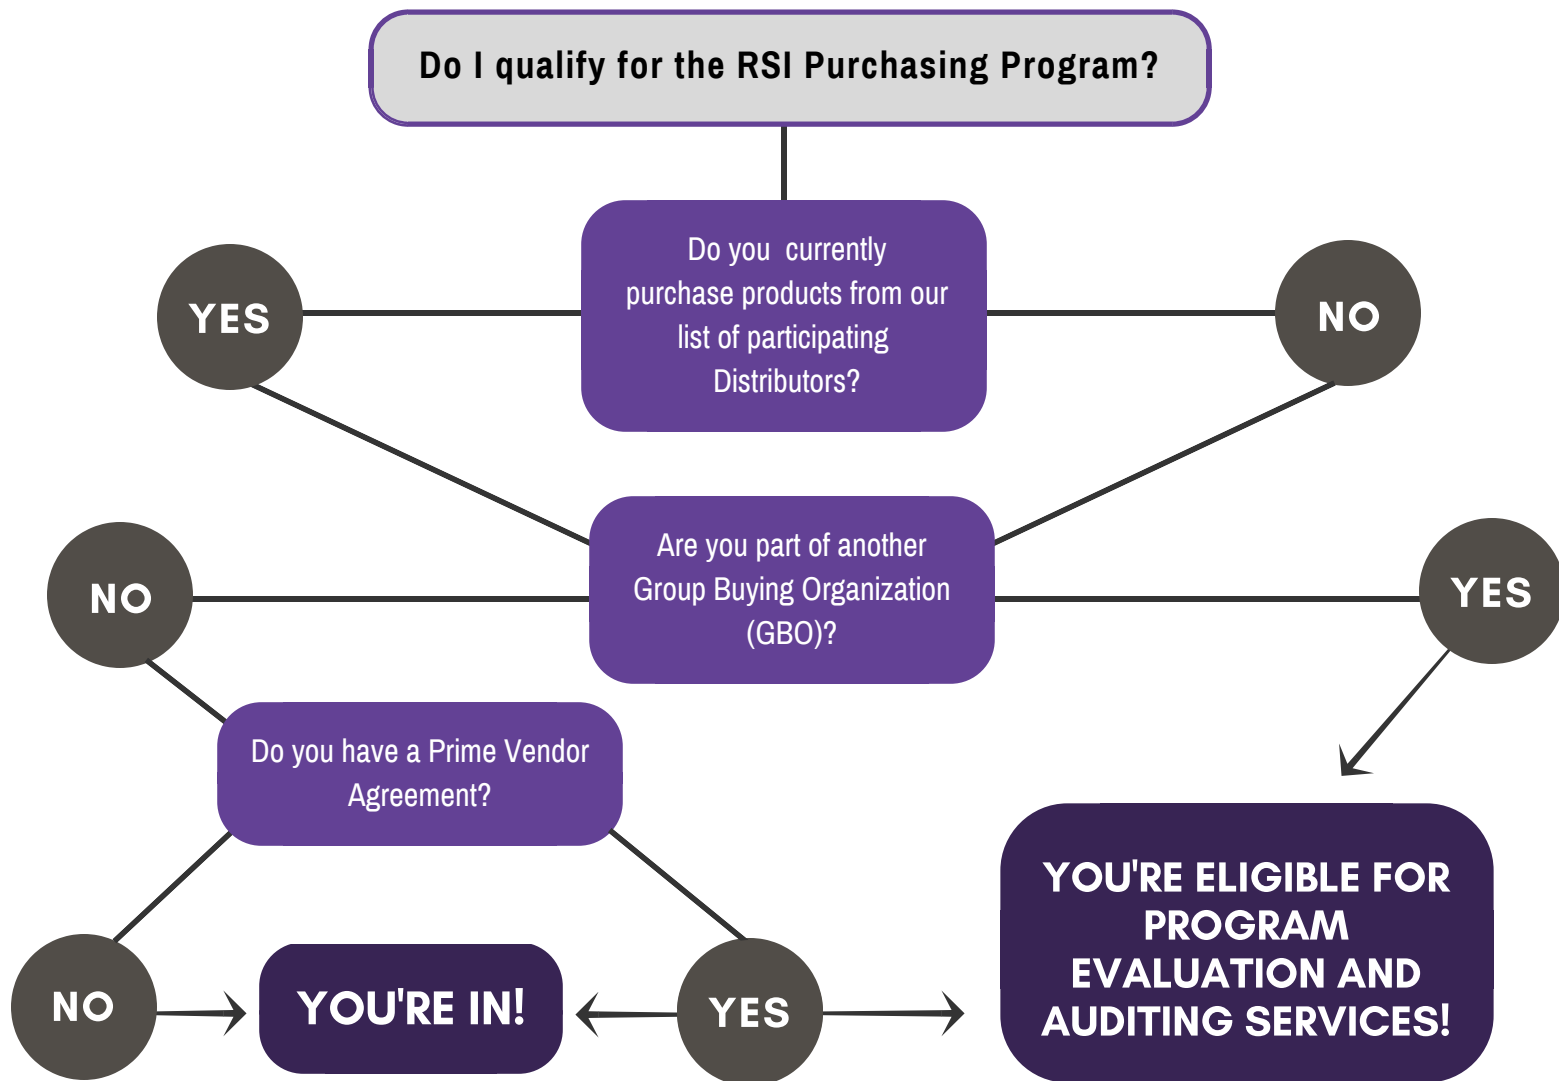 Do I qualify for the RSI Purchasing Program?
Do you currently
purchase products from our
list of participating
Distributors?
YES
NO
Are you part of another
Group Buying Organization
(GBO)?
NO
YES
Do you have a Prime Vendor
Agreement?
NO
YOU'RE IN!
YES
YOU'RE ELIGIBLE FOR
PROGRAM
EVALUATION AND
AUDITING SERVICES!